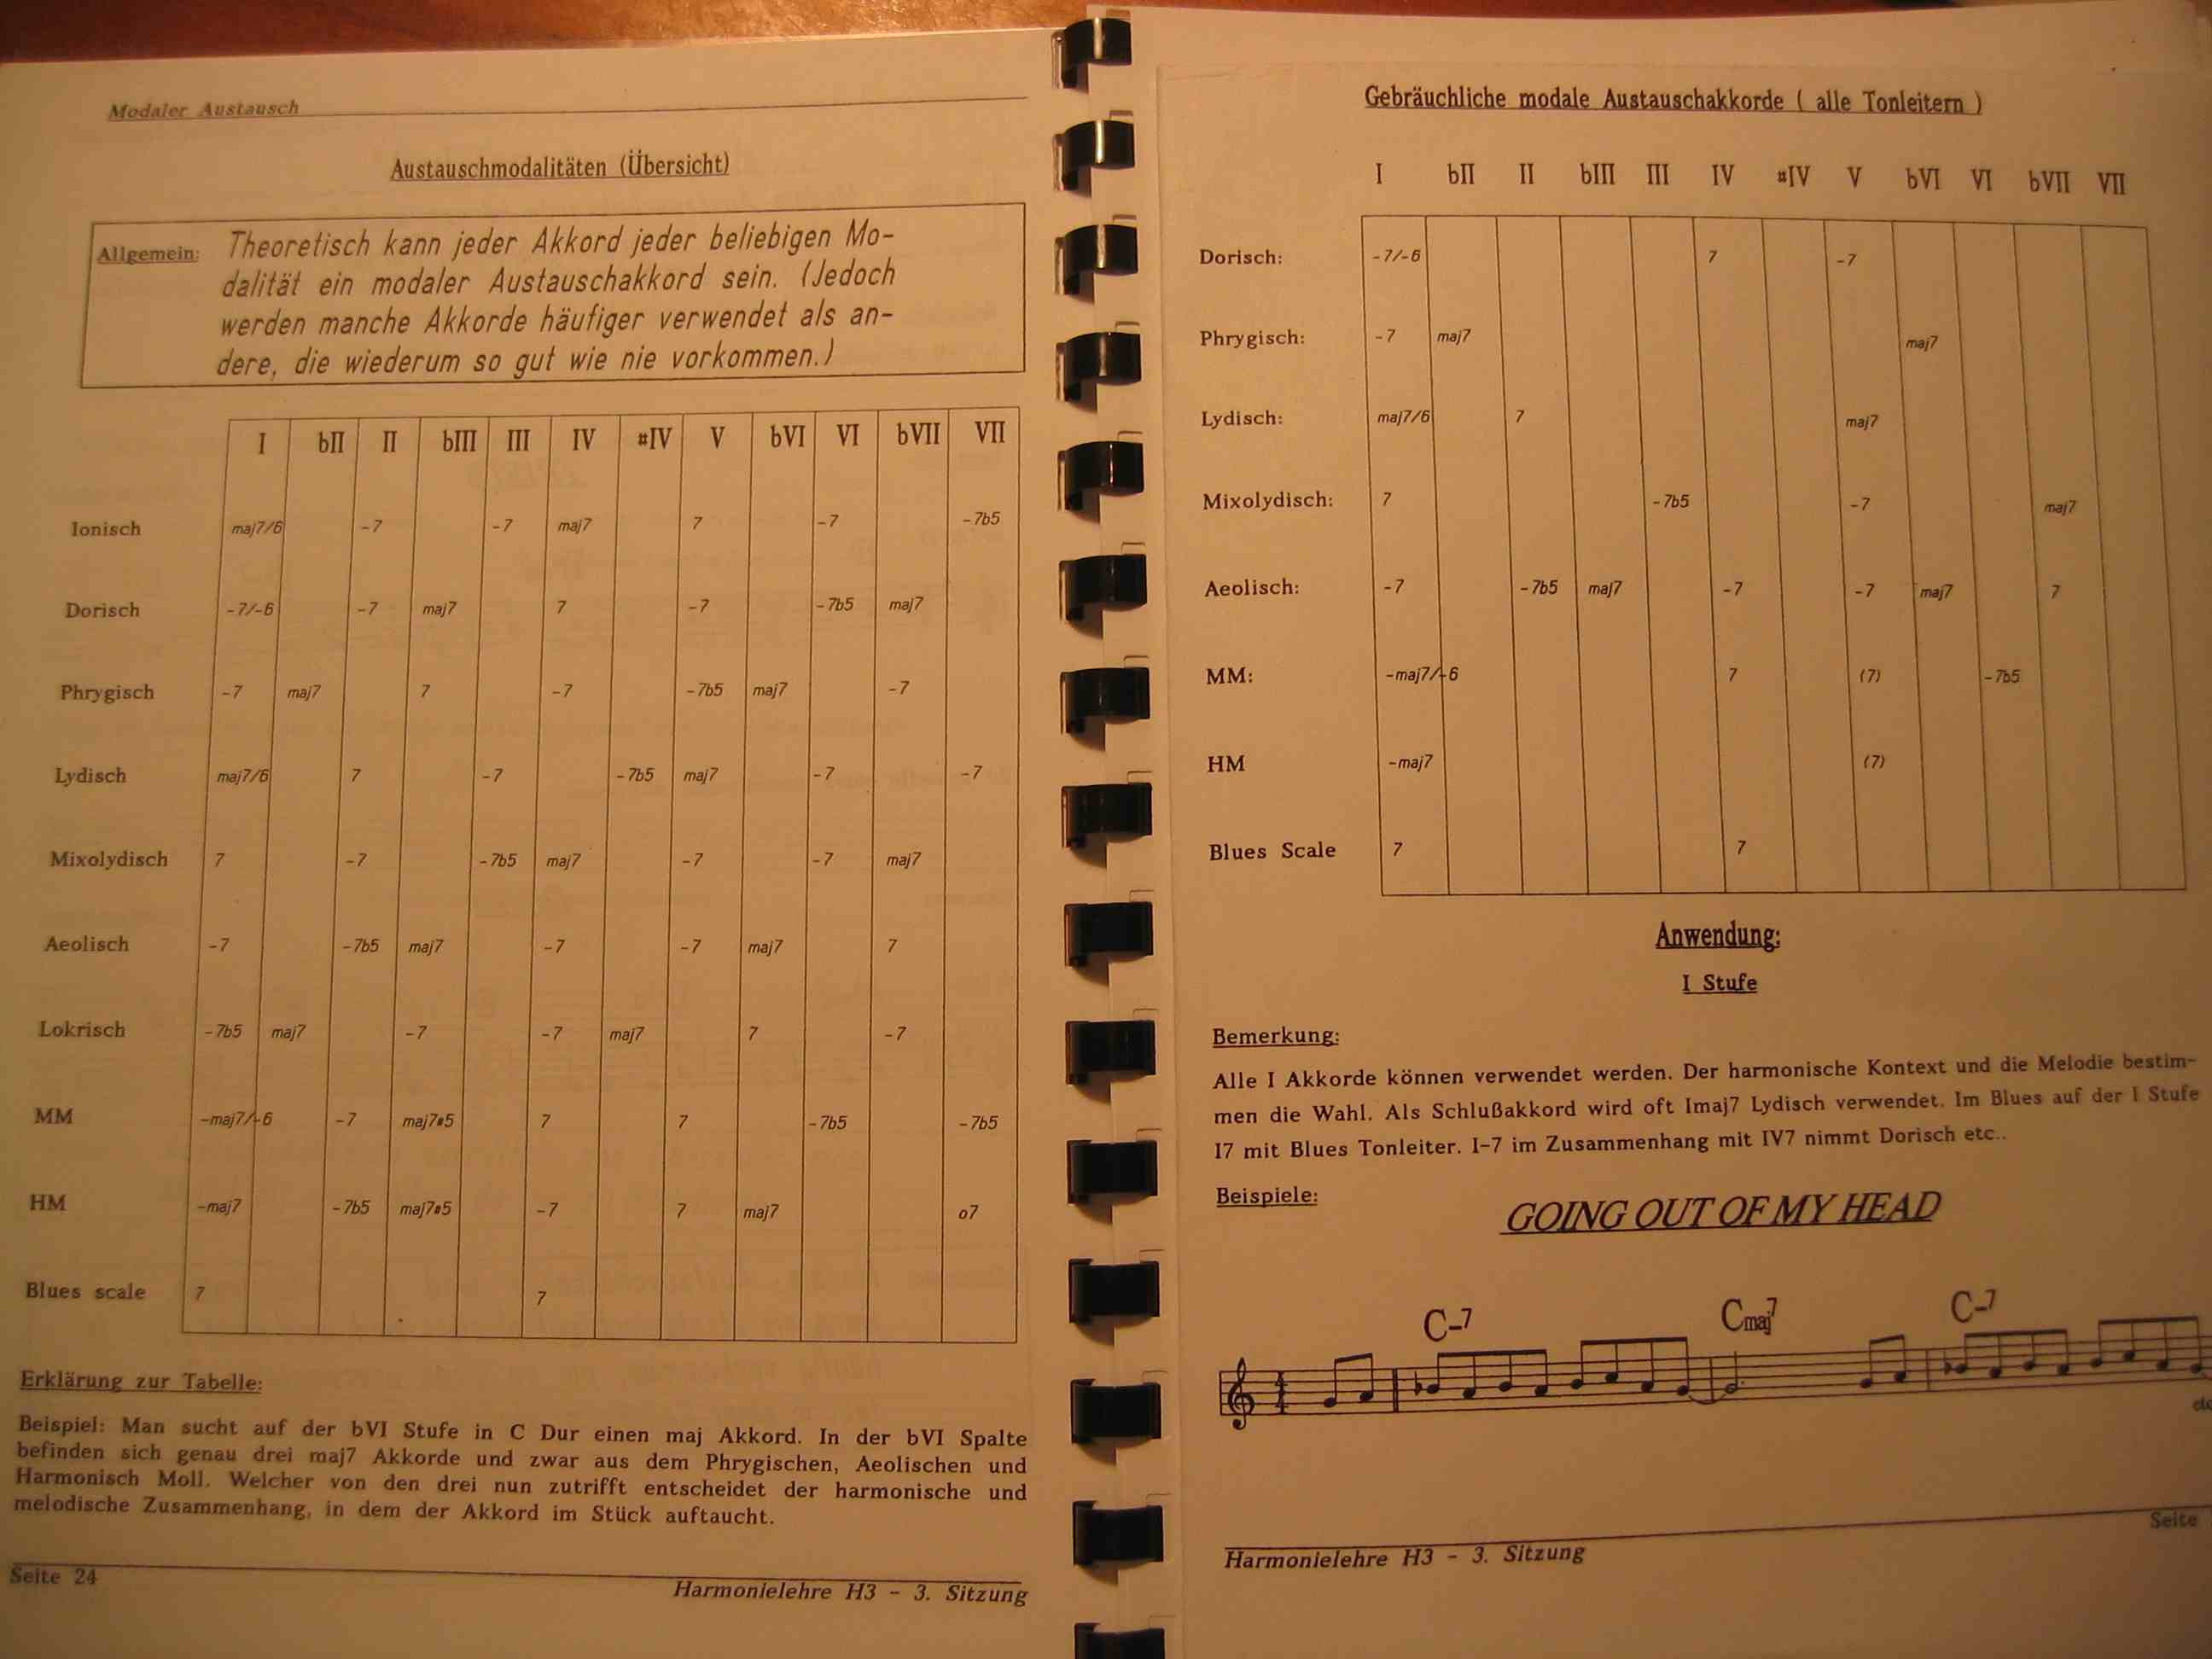 Modaler Austausch
Austauschmodalitäten (Übersicht)
Allgemein: Theoretisch kann jeder Akkord jeder beliebigen Mo-
dalität ein modaler Austauschakkord sein. (Jedoch
werden manche Akkorde häufiger verwendet als an-
dere, die wiederum so gut wie nie vorkommen.)
I bII II bIII III IV #IV V bVI VI bVII VII
Ionisch maj7/6 -7 -7 maj7 7 -7 -7b5
Dorisch -7/-6 -7 maj7 7 -7 -7b5 maj7
Phrygisch -7 maj7 7 -7 -7b5 maj7 -7
Lydisch maj7/6 7 -7 -7b5 maj7 -7 -7
Mixolydisch 7 -7 -7b5 maj7 -7 -7 maj7
Aeolisch -7 -7b5 maj7 -7 -7 maj7 7
Lokrisch -7b5 maj7 -7 -7 maj7 7 -7
MM -maj7/-6 -7 maj7#5 7 7 -7b5 -7b5
HM -maj7 -7b5 maj7#5 -7 7 maj7 o7
Blues scale 7 7
Erklärung zur Tabelle:
Beispiel: Man sucht auf der bVI Stufe in C Dur einen maj Akkord. In der bVI Spalte
befinden sich genau drei maj7 Akkorde und zwar aus dem Phrygischen, Aeolischen und
Harmonisch Moll. Welcher von den drei nun zutrifft entscheidet der harmonische und
melodische Zusammenhang, in dem der Akkord im Stück auftaucht.
Seite 24
Harmonielehre H3 - 3. Sitzung
Gebräuchliche modale Austauschakkorde ( alle Tonleitern )
I bII II bIII III IV #IV V bVI VI bVII VII
Dorisch: -7/-6 7 -7
Phrygisch: -7 maj7 maj7
Lydisch: maj7/6 7 maj7
Mixolydisch: 7 -7b5 -7 maj7
Aeolisch: -7 -7b5 maj7 -7 -7 maj7 7
MM: -maj7/-6 7 (7) -7b5
HM -maj7 (7)
Blues Scale 7 7
Anwendung:
I Stufe
Bemerkung:
Alle I Akkorde können verwendet werden. Der harmonische Kontext und die Melodie bestim-
men die Wahl. Als Schlußakkord wird oft Imaj7 Lydisch verwendet. Im Blues auf der I Stufe
I7 mit Blues Tonleiter. I-7 im Zusammenhang mit IV7 nimmt Dorisch etc..
Beispiele:
GOING OUT OF MY HEAD
C-7 Cmaj7 C-7
4
4
etc
Seite
Harmonielehre H3 - 3. Sitzung